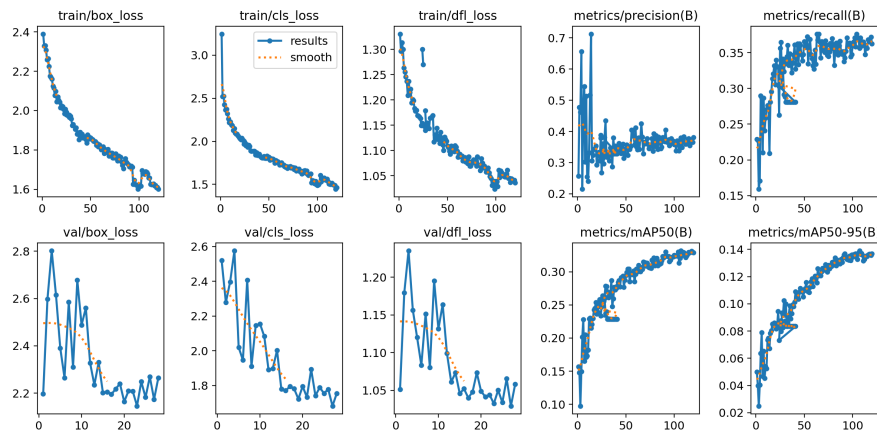 train/box_loss
train/cls_loss
train/dfl_loss
metrics/precision(B)
metrics/recall(B)
2.4
2.2
2.0
1.8
1.6
0 50 100
3.0
2.5
2.0
1.5
results
smooth
0 50 100
1.30
1.25
1.20
1.15
1.10
1.05
0 50 100
0.7
0.6
0.5
0.4
0.3
0.2
0 50 100
0.35
0.30
0.25
0.20
0.15
0 50 100
val/box_loss
val/cls_loss
val/dfl_loss
metrics/mAP50(B)
metrics/mAP50-95(B
2.8
2.6
2.4
2.2
0 10 20
2.6
2.4
2.2
2.0
1.8
0 10 20
1.20
1.15
1.10
1.05
0 10 20
0.30
0.25
0.20
0.15
0.10
0 50 100
0.14
0.12
0.10
0.08
0.06
0.04
0.02
0 50 100